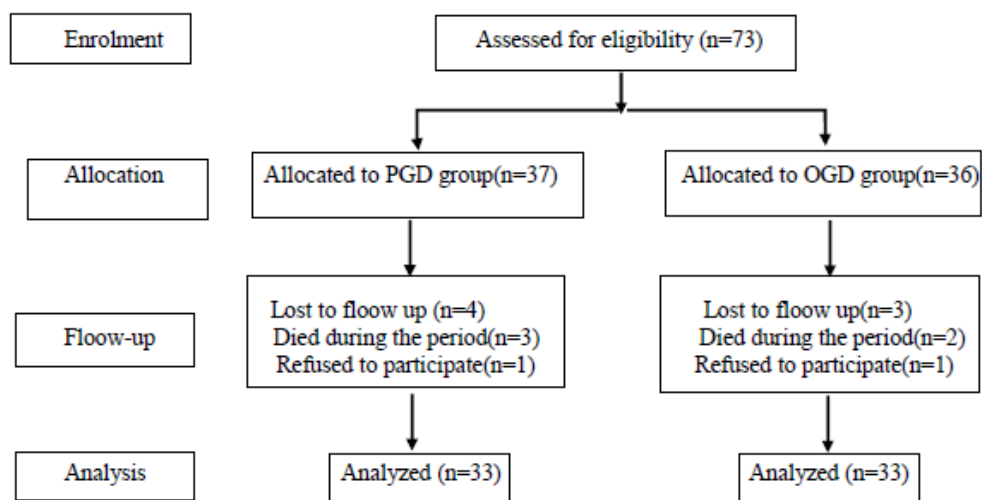 Enrolment
Assessed for eligibility (n=73)
Allocation
Allocated to PGD group(n=37)
Allocated to OGD group(n=36)
Floow-up
Lost to floow up (n=4)
Died during the period(n=3)
Refused to participate(n=1)
Lost to floow up(n=3)
Died during the period(n=2)
Refused to participate(n=1)
Analysis
Analyzed (n=33)
Analyzed (n=33)